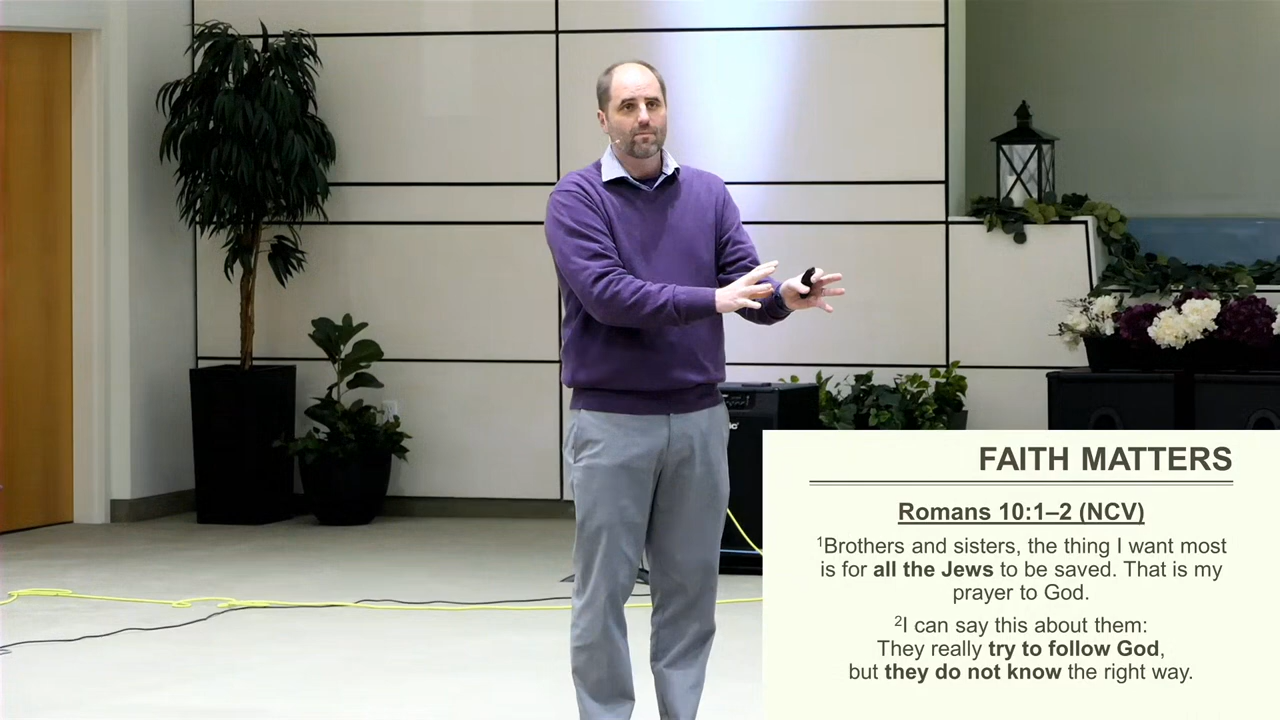 FAITH MATTERS
Romans 10:1–2 (NCV)
¹Brothers and sisters, the thing I want most
is for all the Jews to be saved. That is my
prayer to God.
²I can say this about them:
They really try to follow God,
but they do not know the right way.